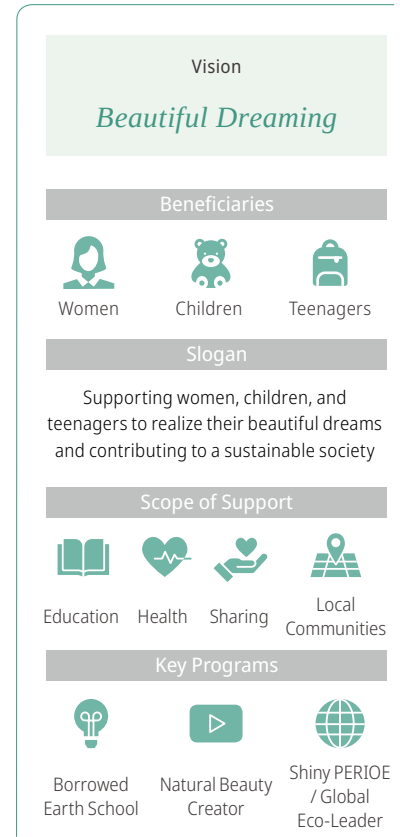 Vision
Beautiful Dreaming
Beneficiaries
Women
Children
Teenagers
Slogan
Supporting women, children, and
teenagers to realize their beautiful dreams
and contributing to a sustainable society
Scope of Support
Education
Health
Sharing
Local
Communities
Key Programs
Borrowed
Earth School
Natural Beauty
Creator
Shiny PERIOE
/ Global
Eco-Leader